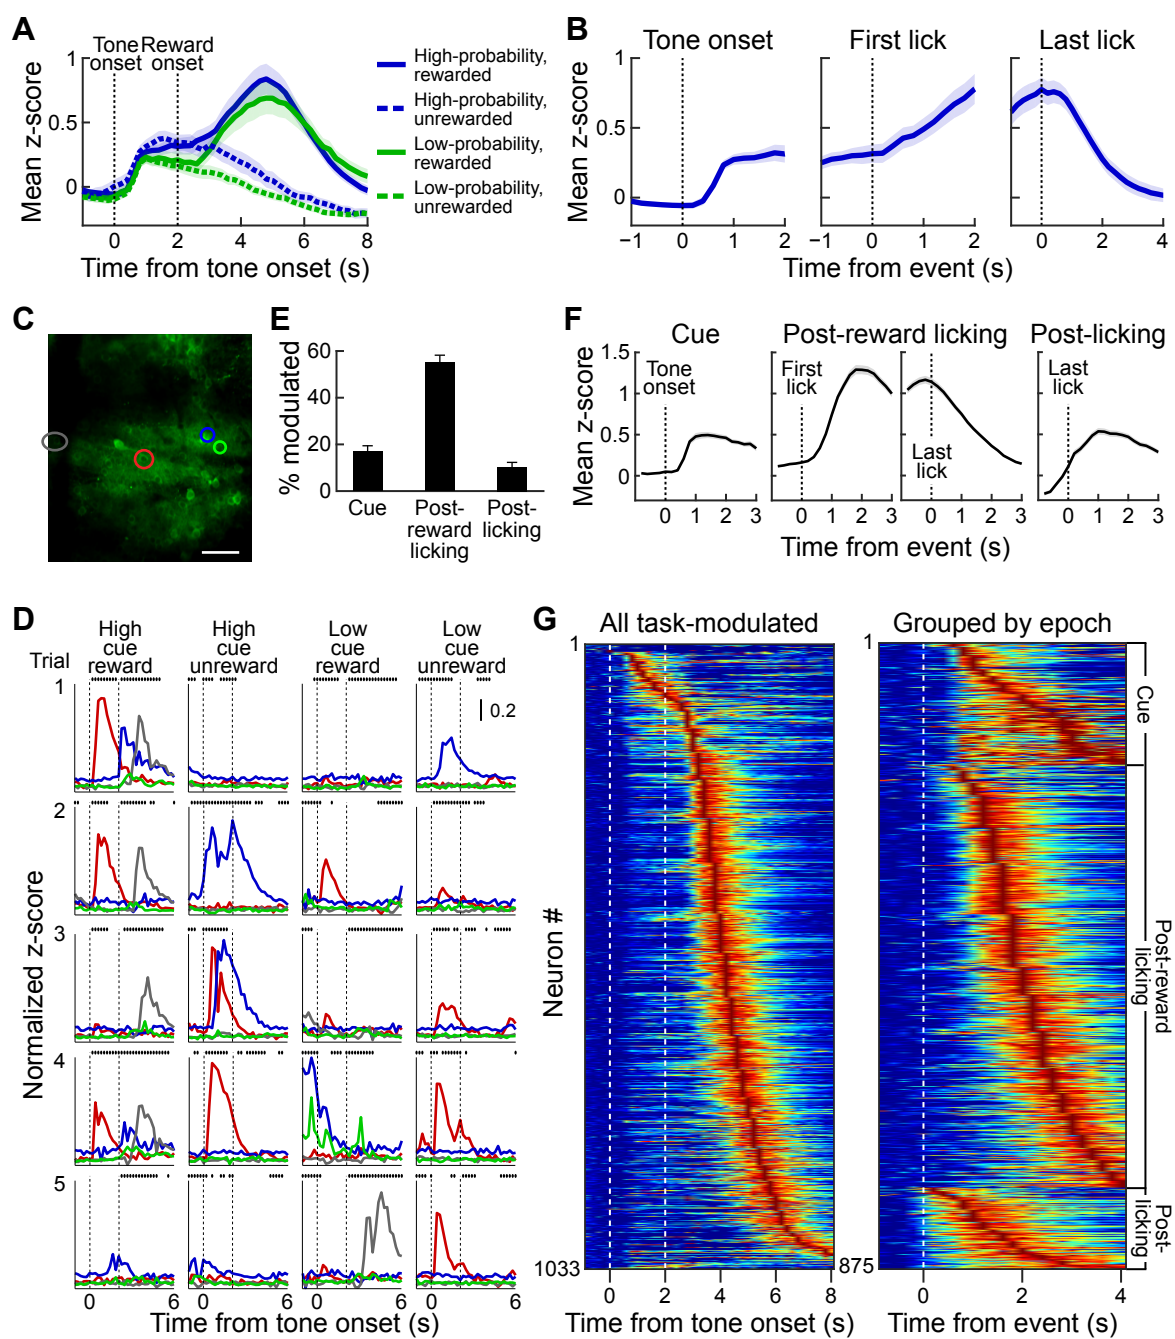 A
Tone Reward
onset onset
1
0.5
0
Mean z-score
0 2 4 6 8
Time from tone onset (s)
High-probability,
rewarded
High-probability,
unrewarded
Low-probability,
rewarded
Low-probability,
unrewarded
B
Tone onset
First lick
Last lick
1
0.5
0
Mean z-score
−1 0 1 2
−1 0 1 2
0 2 4
Time from event (s)
C
E
60
40
20
0
% modulated
Cue
Post-
reward
licking
Post-
licking
F
Cue
Post-reward licking
Post-licking
1.5
1
0.5
0
Mean z-score
Tone
onset
First
lick
Last
lick
Last
lick
0 1 2 3
0 1 2 3
0 1 2 3
0 1 2 3
Time from event (s)
D
High
cue
reward
High
cue
unreward
Low
cue
reward
Low
cue
unreward
Trial
1
0.2
2
3
4
5
Normalized z-score
0 6
0 6
0 6
0 6
Time from tone onset (s)
G
All task-modulated
Grouped by epoch
1
1033
Neuron #
0 2 4 6 8
Time from tone onset (s)
1
875
0 2 4
Time from event (s)
Cue
Post-reward
licking
Post-
licking